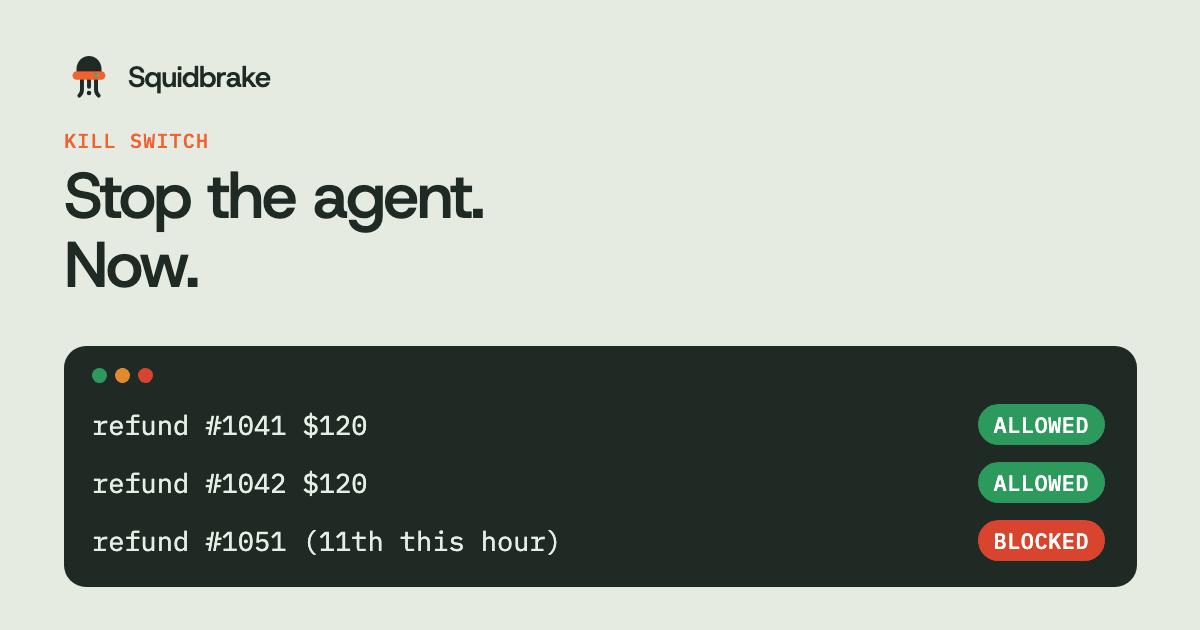 Squidbrake
KILL SWITCH
Stop the agent.
Now.
refund #1041 $120 ALLOWED
refund #1042 $120 ALLOWED
refund #1051 (11th this hour) BLOCKED